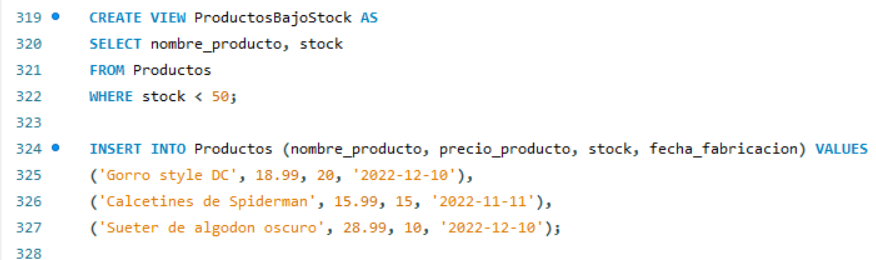 319 CREATE VIEW ProductosBajoStock AS
320 SELECT nombre_producto, stock
321 FROM Productos
322 WHERE stock < 50;
323
324 INSERT INTO Productos (nombre_producto, precio_producto, stock, fecha_fabricacion) VALUES
325 ('Gorro style DC', 18.99, 20, '2022-12-10'),
326 ('Calcetines de Spiderman', 15.99, 15, '2022-11-11'),
327 ('Sueter de algodon oscuro', 28.99, 10, '2022-12-10');
328